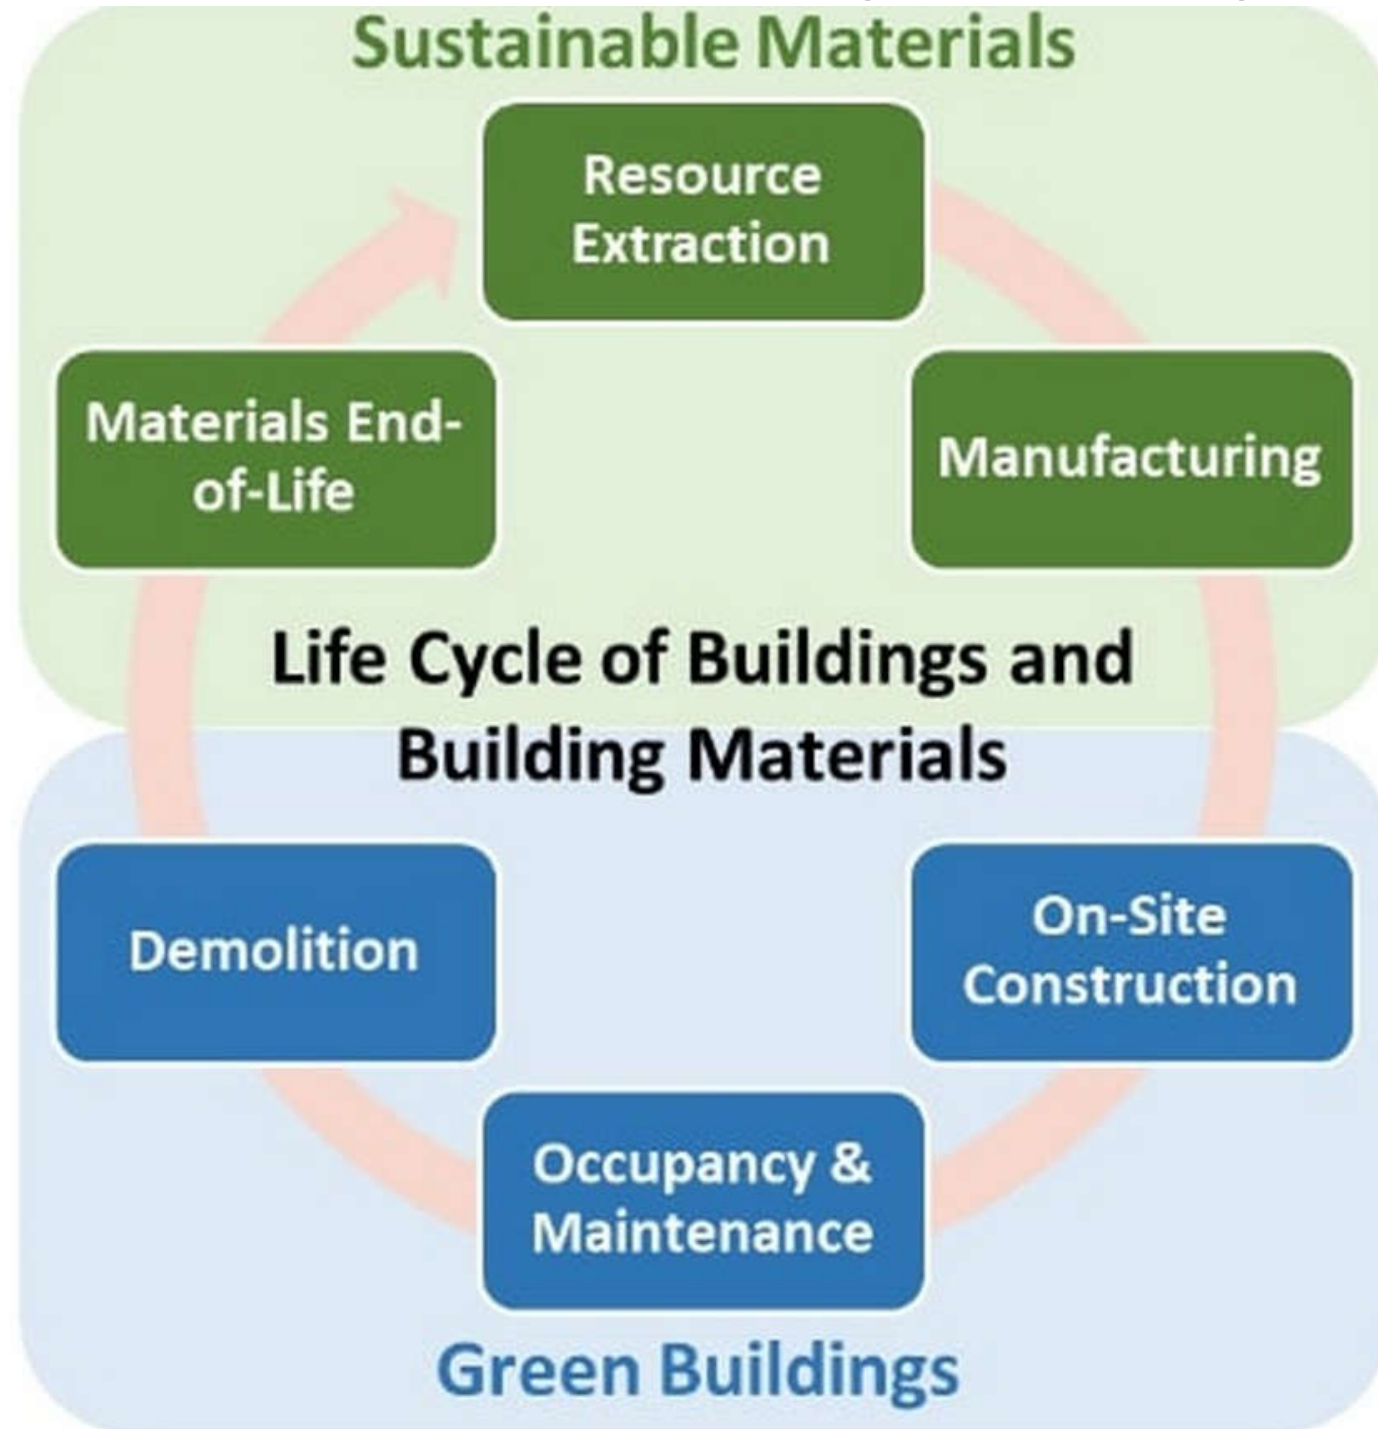 Sustainable Materials
Resource
Extraction
Materials End-
of-Life
Manufacturing
Life Cycle of Buildings and
Building Materials
Demolition
On-Site
Construction
Occupancy &
Maintenance
Green Buildings